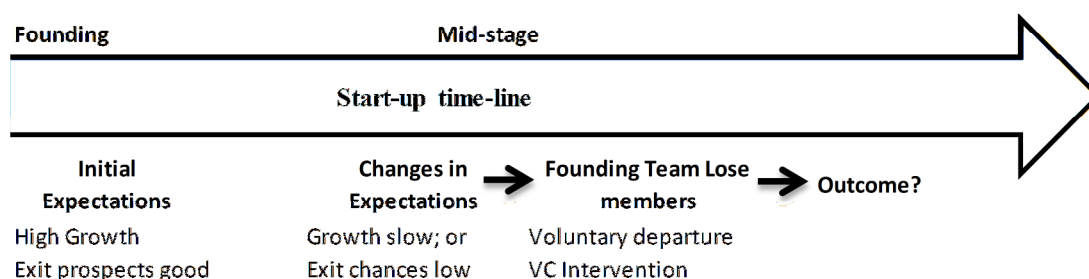 Founding Mid-stage
Start-up time-line
Initial Expectations
Changes in Expectations
Founding Team Lose members
Outcome?
High Growth
Exit prospects good
Growth slow; or
Exit chances low
Voluntary departure
VC Intervention